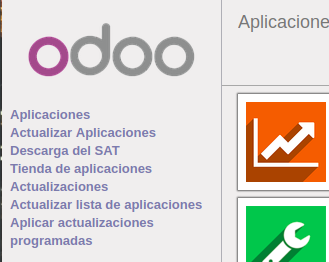 odoo
Aplicacione
Aplicaciones
Actualizar Aplicaciones
Descarga del SAT
Tienda de aplicaciones
Actualizaciones
Actualizar lista de aplicaciones
Aplicar actualizaciones
programadas